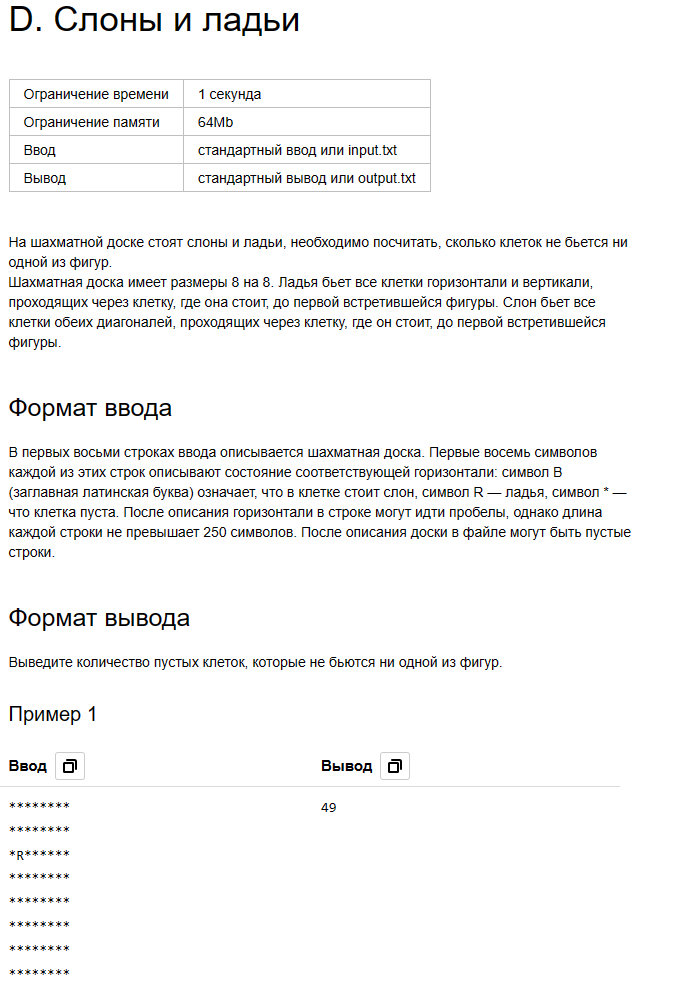 D. Слоны и ладьи
Ограничение времени 1 секунда
Ограничение памяти 64Mb
Ввод стандартный ввод или input.txt
Вывод стандартный вывод или output.txt
На шахматной доске стоят слоны и ладьи, необходимо посчитать, сколько клеток не бьется ни
одной из фигур.
Шахматная доска имеет размеры 8 на 8. Ладья бьет все клетки горизонтали и вертикали,
проходящих через клетку, где она стоит, до первой встретившейся фигуры. Слон бьет все
клетки обеих диагоналей, проходящих через клетку, где он стоит, до первой встретившейся
фигуры.
Формат ввода
В первых восьми строках ввода описывается шахматная доска. Первые восемь символов
каждой из этих строк описывают состояние соответствующей горизонтали: символ B
(заглавная латинская буква) означает, что в клетке стоит слон, символ R — ладья, символ * —
что клетка пуста. После описания горизонтали в строке могут идти пробелы, однако длина
каждой строки не превышает 250 символов. После описания доски в файле могут быть пустые
строки.
Формат вывода
Выведите количество пустых клеток, которые не бьются ни одной из фигур.
Пример 1
Ввод Вывод
******** 49
********
*R******
********
********
********
********
********